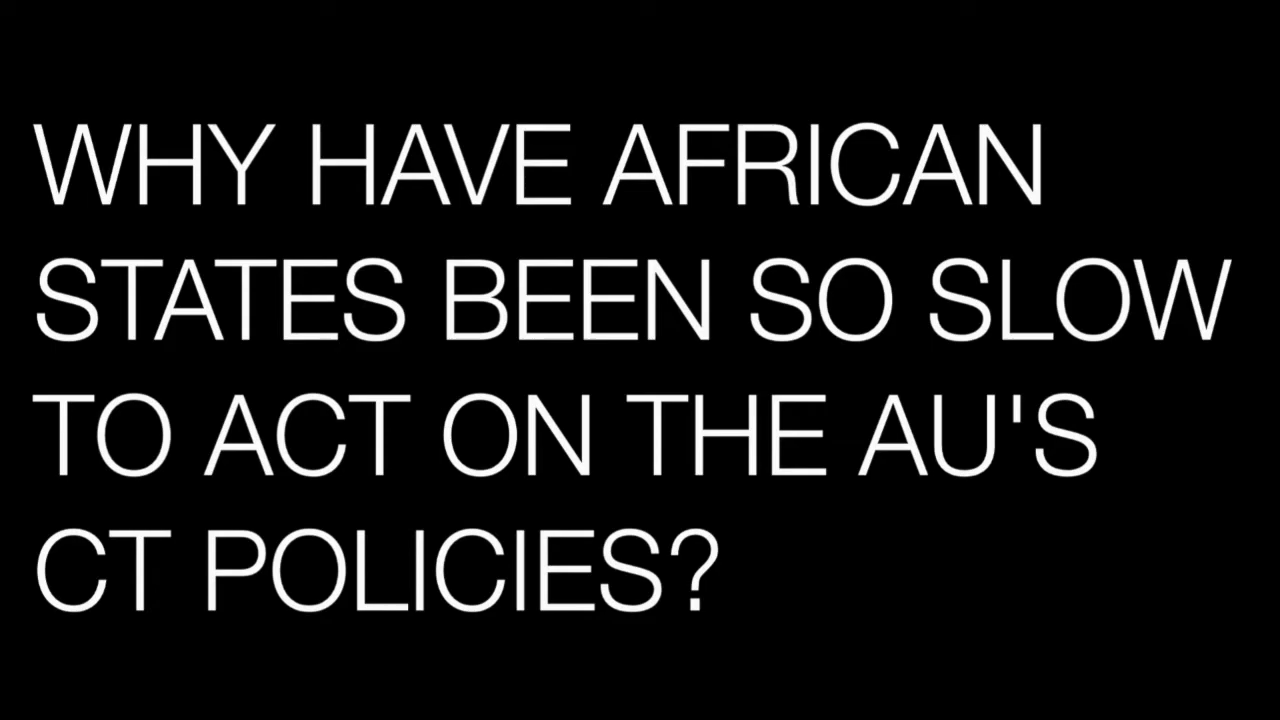 WHY HAVE AFRICAN
STATES BEEN SO SLOW
TO ACT ON THE AU'S
CT POLICIES?